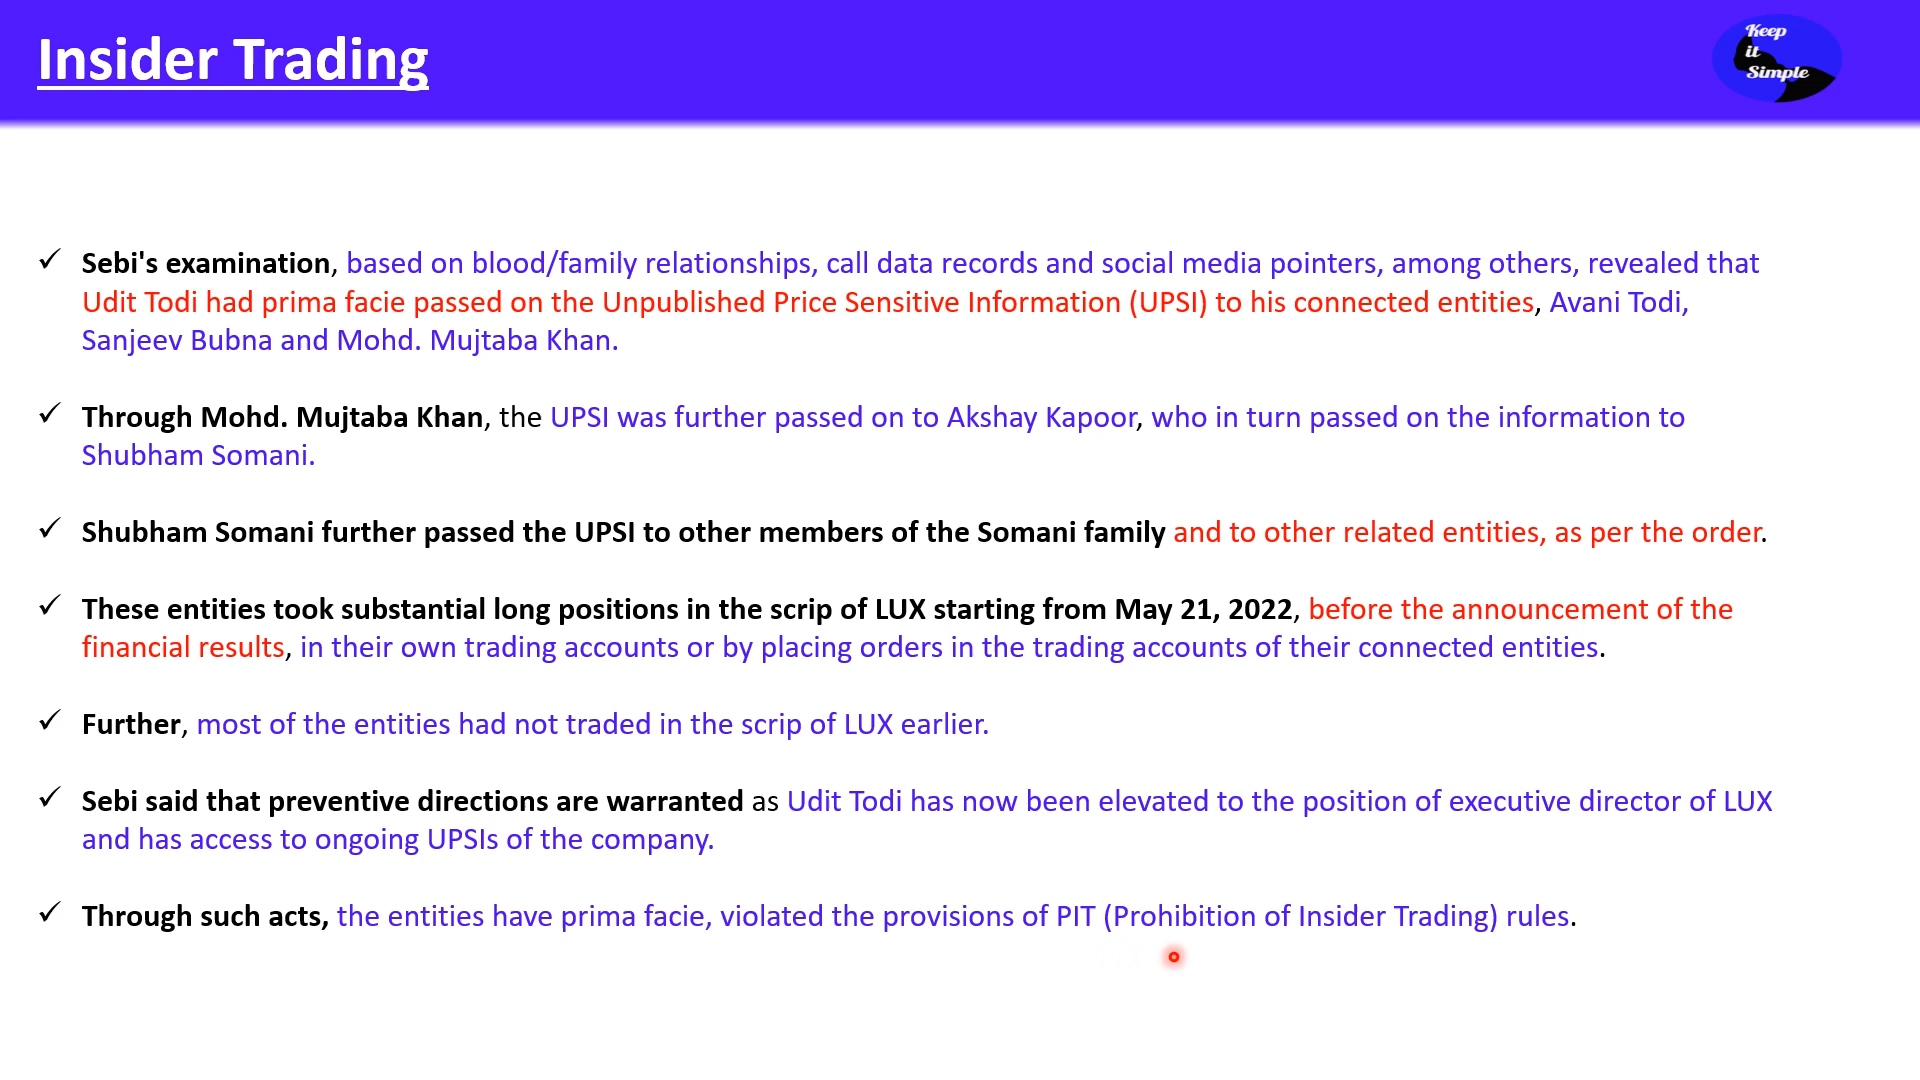 Insider Trading
Keep
it
Simple
✓ Sebi's examination, based on blood/family relationships, call data records and social media pointers, among others, revealed that
Udit Todi had prima facie passed on the Unpublished Price Sensitive Information (UPSI) to his connected entities, Avani Todi,
Sanjeev Bubna and Mohd. Mujtaba Khan.
✓ Through Mohd. Mujtaba Khan, the UPSI was further passed on to Akshay Kapoor, who in turn passed on the information to
Shubham Somani.
✓ Shubham Somani further passed the UPSI to other members of the Somani family and to other related entities, as per the order.
✓ These entities took substantial long positions in the scrip of LUX starting from May 21, 2022, before the announcement of the
financial results, in their own trading accounts or by placing orders in the trading accounts of their connected entities.
✓ Further, most of the entities had not traded in the scrip of LUX earlier.
✓ Sebi said that preventive directions are warranted as Udit Todi has now been elevated to the position of executive director of LUX
and has access to ongoing UPSIs of the company.
✓ Through such acts, the entities have prima facie, violated the provisions of PIT (Prohibition of Insider Trading) rules.